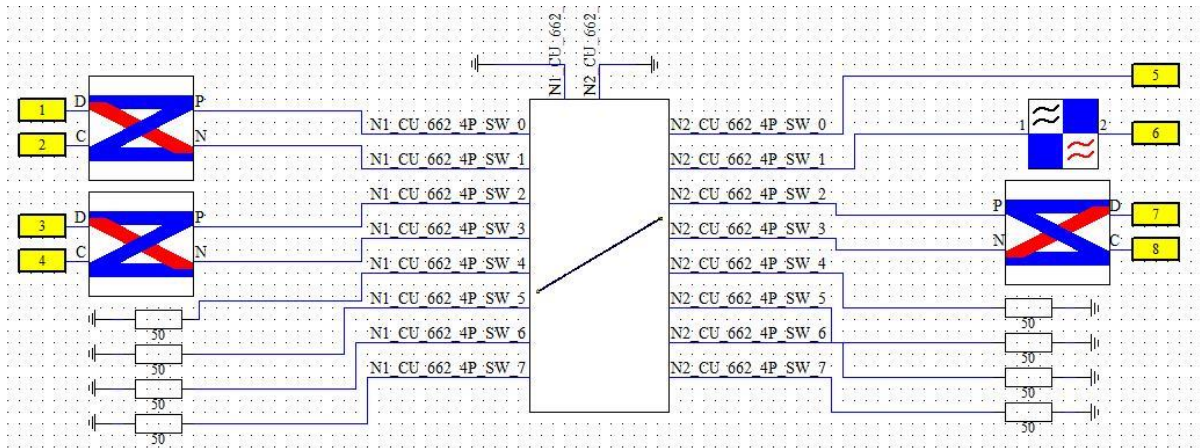 N1_CU_662_
N2_CU_662_
5
D
P
1
1
2
6
N1_CU_662_4P_SW_0
N2_CU_662_4P_SW_0
2
C
N
N1_CU_662_4P_SW_1
N2_CU_662_4P_SW_1
N1_CU_662_4P_SW_2
N2_CU_662_4P_SW_2
3
D
P
P
D
7
N1_CU_662_4P_SW_3
N2_CU_662_4P_SW_3
4
C
N
N
C
8
N1_CU_662_4P_SW_4
N2_CU_662_4P_SW_4
N1_CU_662_4P_SW_5
N2_CU_662_4P_SW_5
50
50
N1_CU_662_4P_SW_6
N2_CU_662_4P_SW_6
50
50
N1_CU_662_4P_SW_7
N2_CU_662_4P_SW_7
50
50
50
50